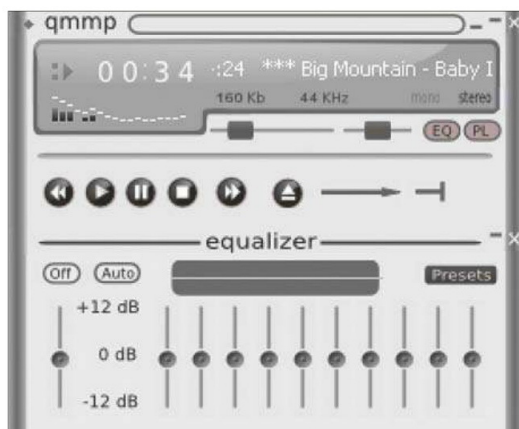 qmmp
00:34 :24 *** Big Mountain - Baby I
160 Kb 44 KHz mono stereo
EQ PL
equalizer
Off Auto Presets
+12 dB
0 dB
-12 dB